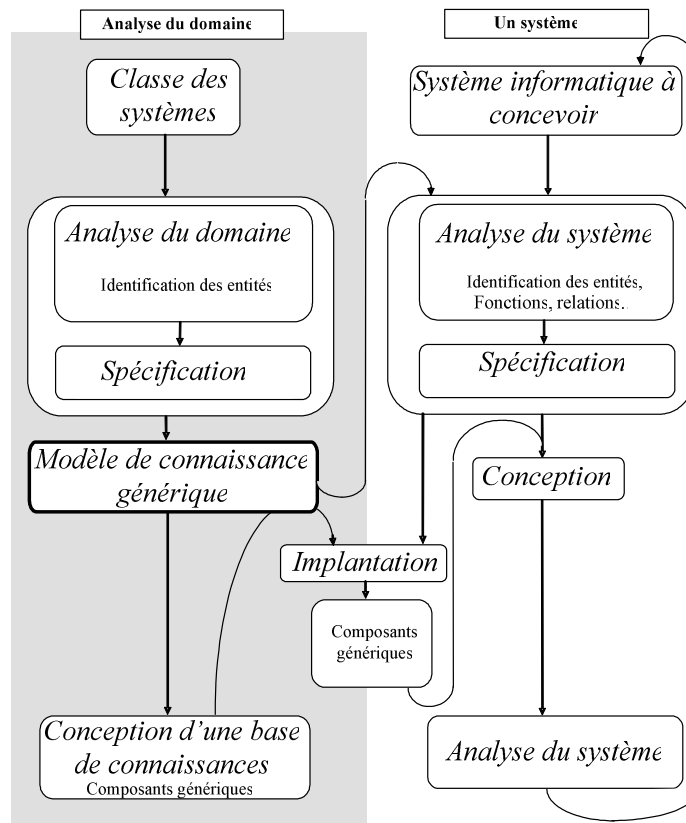 Analyse du domaine
Un système
Classe des
systèmes
Système informatique à
concevoir
Analyse du domaine
Identification des entités
Spécification
Analyse du système
Identification des entités,
Fonctions, relations..
Spécification
Modèle de connaissance
générique
Conception
Implantation
Composants
génériques
Conception d’une base
de connaissances
Composants génériques
Analyse du système